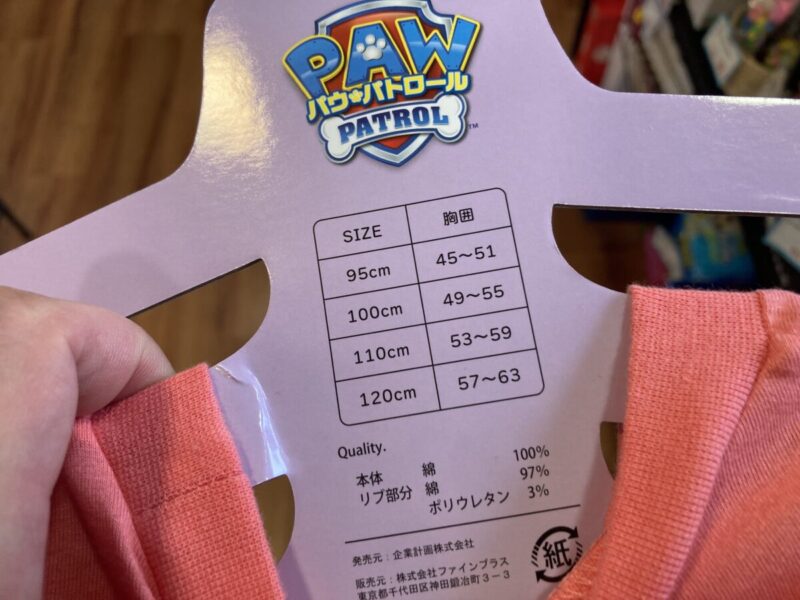 PAW
パウ・パトロール
PATROL™
SIZE 胸囲
95cm 45～51
100cm 49～55
110cm 53～59
120cm 57～63
Quality.
本体 綿 100%
リブ部分 綿 97%
ポリウレタン 3%
発売元：企業計画株式会社
販売元：株式会社ファインプラス
東京都千代田区神田鍛冶町３－３
紙